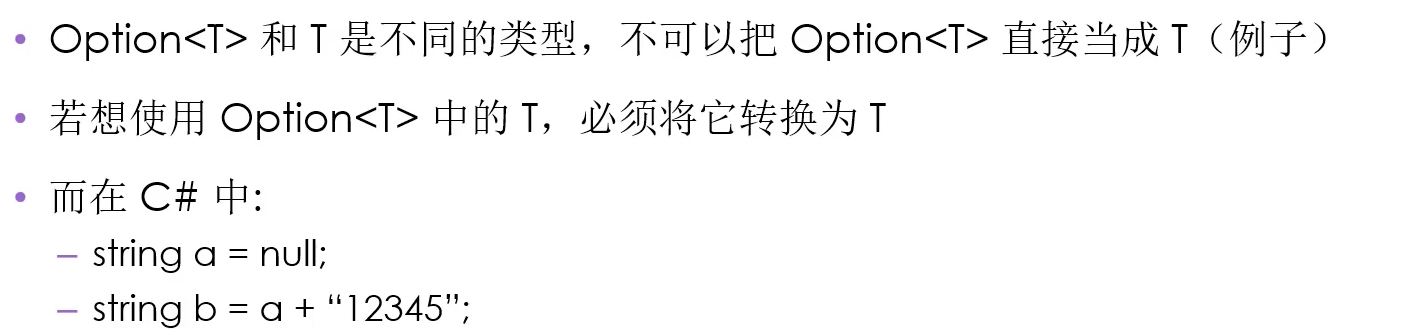 • Option<T> 和 T 是不同的类型，不可以把 Option<T> 直接当成 T（例子）
• 若想使用 Option<T> 中的 T，必须将它转换为 T
• 而在 C# 中:
– string a = null;
– string b = a + “12345”;